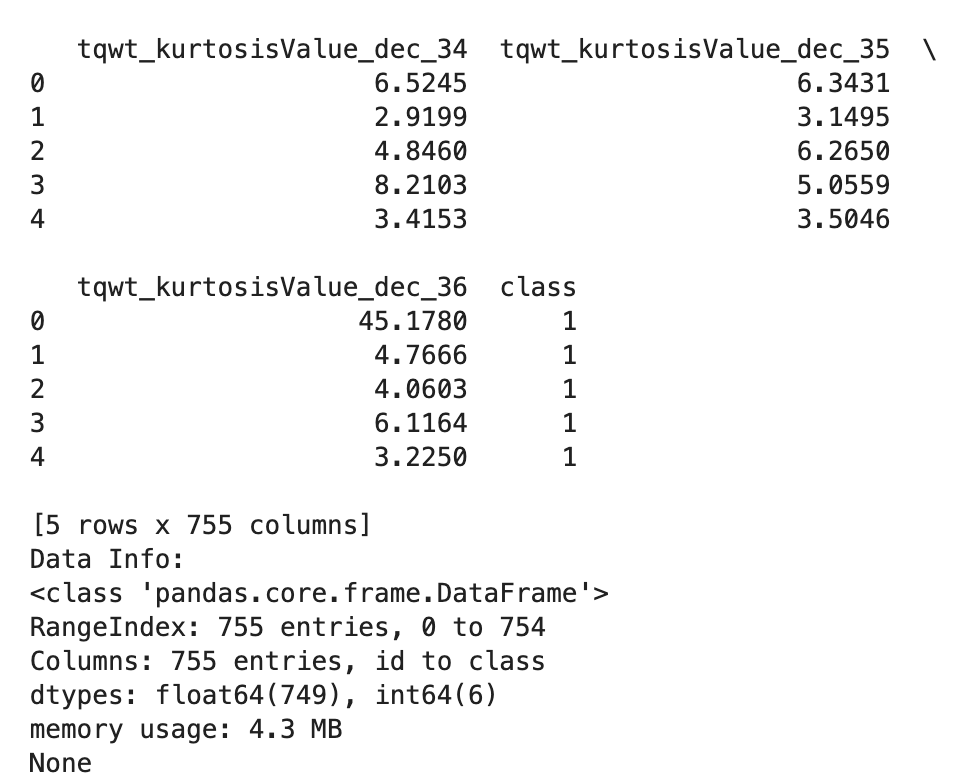 tqwt_kurtosisValue_dec_34  tqwt_kurtosisValue_dec_35  \
0                     6.5245                     6.3431
1                     2.9199                     3.1495
2                     4.8460                     6.2650
3                     8.2103                     5.0559
4                     3.4153                     3.5046

   tqwt_kurtosisValue_dec_36  class
0                    45.1780      1
1                     4.7666      1
2                     4.0603      1
3                     6.1164      1
4                     3.2250      1

[5 rows x 755 columns]
Data Info:
<class 'pandas.core.frame.DataFrame'>
RangeIndex: 755 entries, 0 to 754
Columns: 755 entries, id to class
dtypes: float64(749), int64(6)
memory usage: 4.3 MB
None